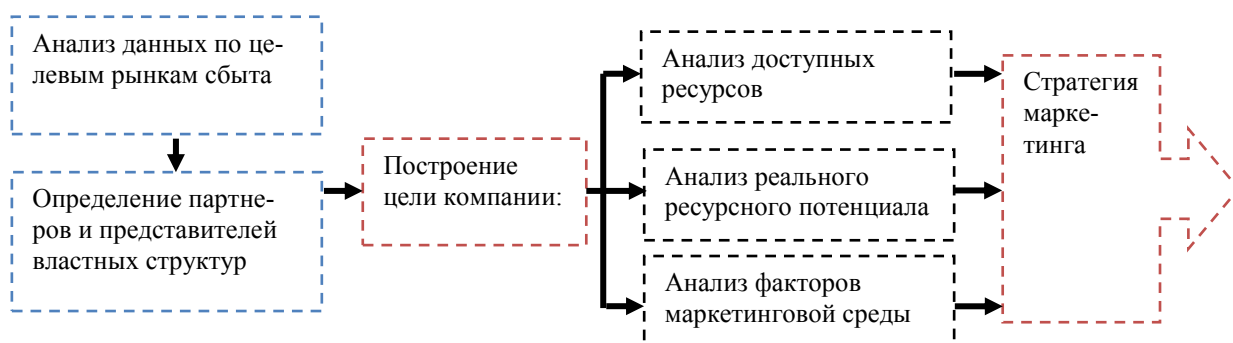 Анализ данных по це-
левым рынкам сбыта
Определение партне-
ров и представителей
властных структур
Построение
цели компании:
Анализ доступных
ресурсов
Анализ реального
ресурсного потенциала
Анализ факторов
маркетинговой среды
Стратегия
марке-
тинга